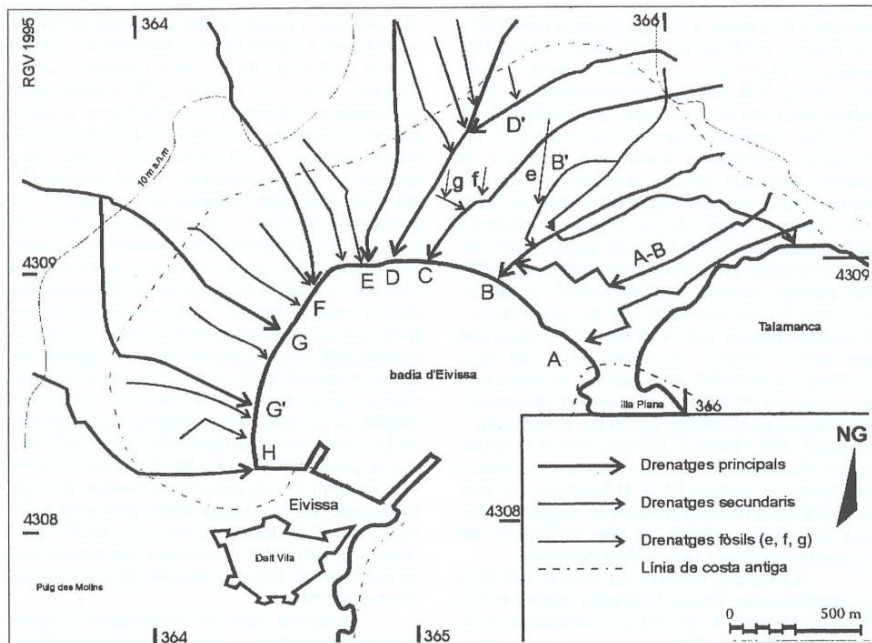 RGV 1995
364
366
10 m s.n.m
D'
g
f
e
B'
A-B
4309
4309
E
D
C
B
F
G
A
Talamanca
badia d'Eivissa
G'
illa Plana
366
H
NG
Eivissa
Drenatges principals
Drenatges secundaris
Drenatges fòsils (e, f, g)
Línia de costa antiga
4308
4308
Dalt Vila
Puig des Molins
0
500 m
364
365